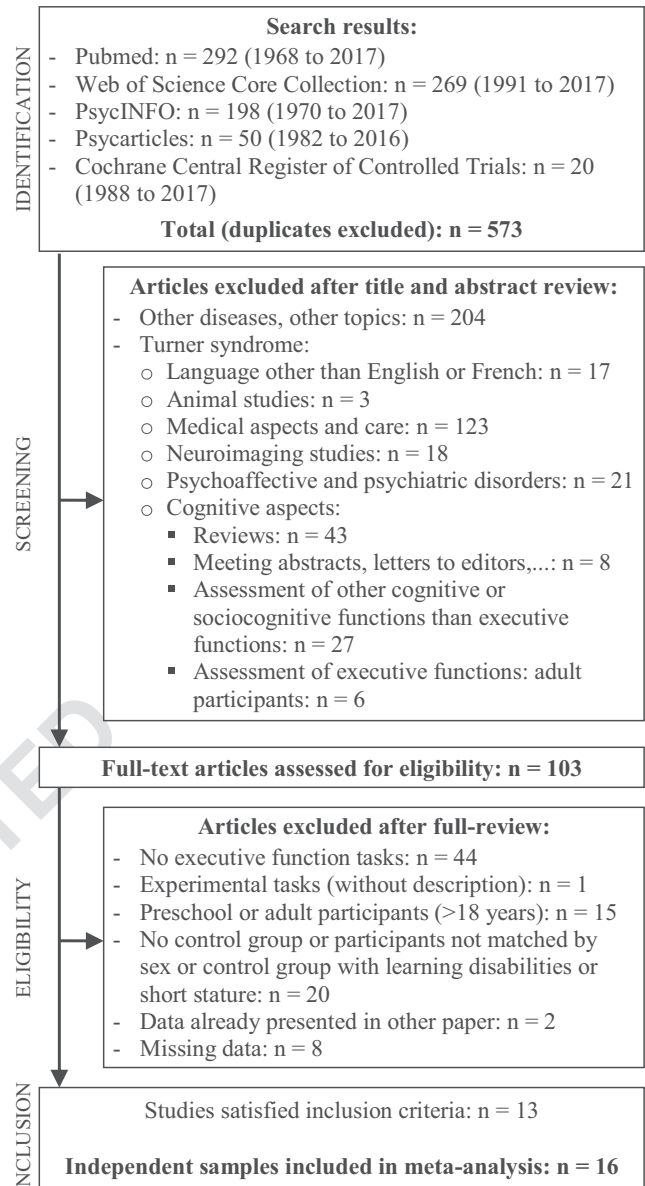 IDENTIFICATION
Search results:
- Pubmed: n = 292 (1968 to 2017)
- Web of Science Core Collection: n = 269 (1991 to 2017)
- PsycINFO: n = 198 (1970 to 2017)
- Psycarticles: n = 50 (1982 to 2016)
- Cochrane Central Register of Controlled Trials: n = 20
(1988 to 2017)
Total (duplicates excluded): n = 573
SCREENING
Articles excluded after title and abstract review:
- Other diseases, other topics: n = 204
- Turner syndrome:
o Language other than English or French: n = 17
o Animal studies: n = 3
o Medical aspects and care: n = 123
o Neuroimaging studies: n = 18
o Psychoaffective and psychiatric disorders: n = 21
o Cognitive aspects:
▪ Reviews: n = 43
▪ Meeting abstracts, letters to editors,...: n = 8
▪ Assessment of other cognitive or
sociocognitive functions than executive
functions: n = 27
▪ Assessment of executive functions: adult
participants: n = 6
TED
Full-text articles assessed for eligibility: n = 103
ELIGIBILITY
Articles excluded after full-review:
- No executive function tasks: n = 44
- Experimental tasks (without description): n = 1
- Preschool or adult participants (>18 years): n = 15
- No control group or participants not matched by
sex or control group with learning disabilities or
short stature: n = 20
- Data already presented in other paper: n = 2
- Missing data: n = 8
NCLUSION
Studies satisfied inclusion criteria: n = 13
Independent samples included in meta-analysis: n = 16